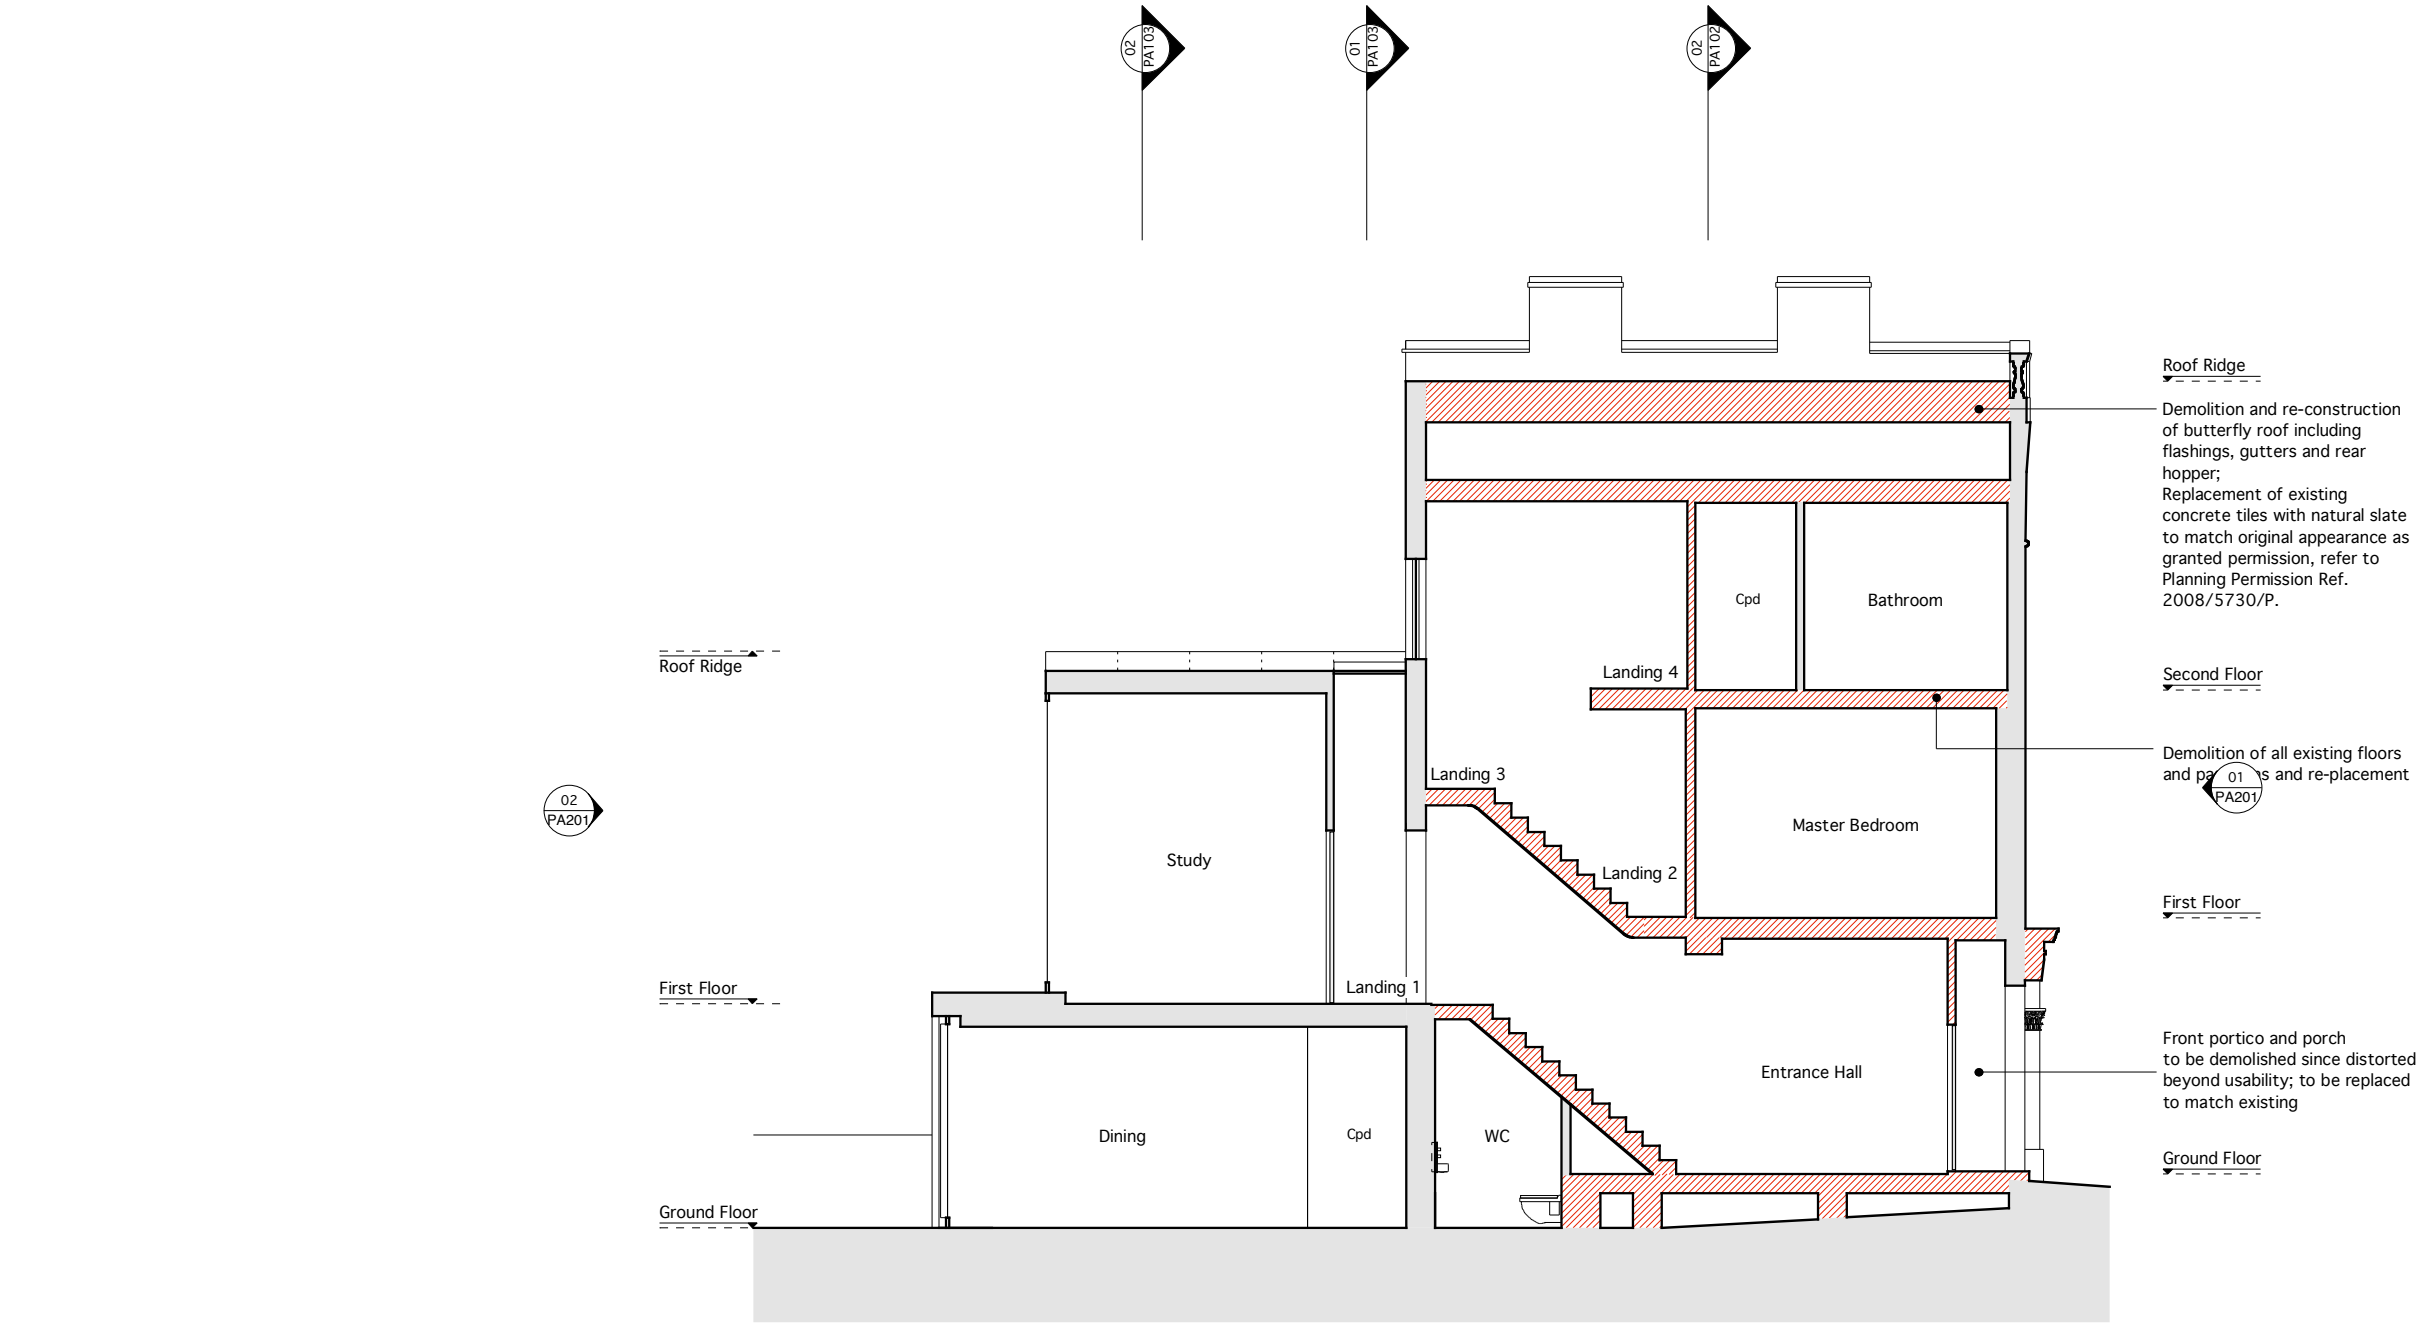 02
PA103
01
PA103
02
PA102
Roof Ridge
Demolition and re-construction
of butterfly roof including
flashings, gutters and rear
hopper;
Replacement of existing
concrete tiles with natural slate
to match original appearance as
granted permission, refer to
Planning Permission Ref.
2008/5730/P.
Cpd
Bathroom
Roof Ridge
Landing 4
Second Floor
Demolition of all existing floors
and re-placement
Landing 3
01
PA201
02
PA201
Master Bedroom
Study
Landing 2
First Floor
First Floor
Landing 1
Front portico and porch
to be demolished since distorted
beyond usability; to be replaced
to match existing
Entrance Hall
Dining
Cpd
WC
Ground Floor
Ground Floor